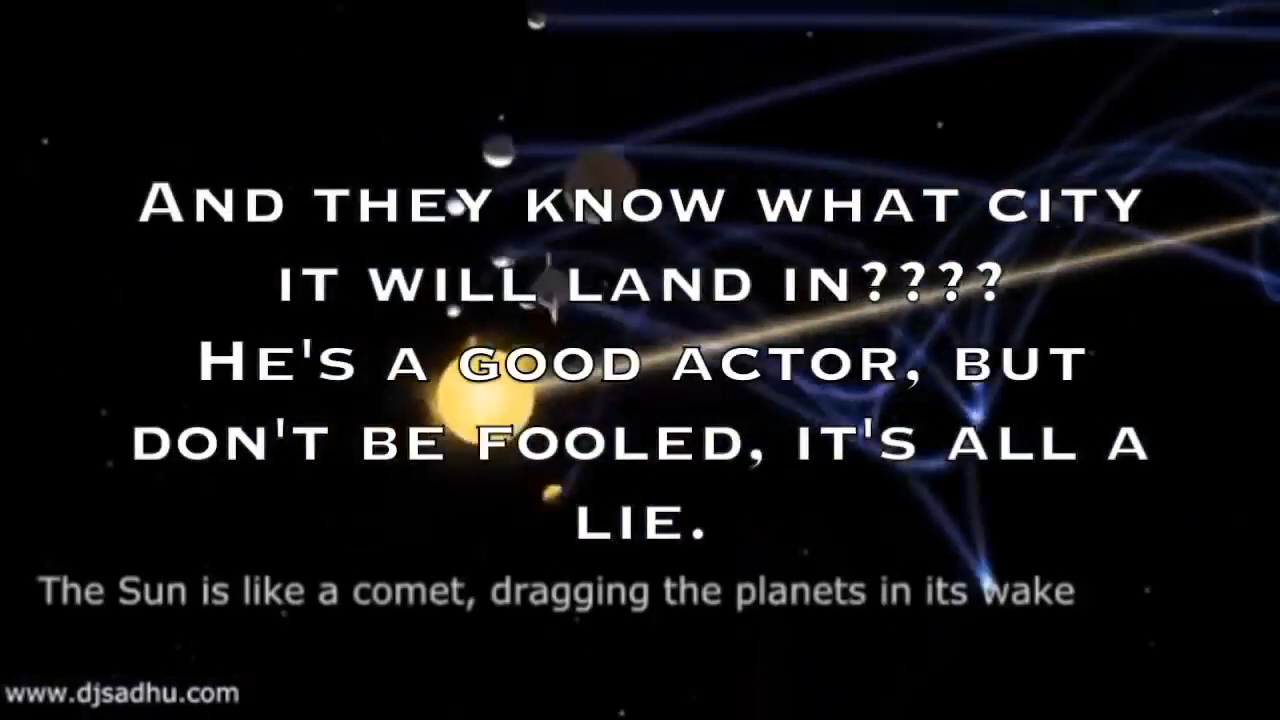 AND THEY KNOW WHAT CITY
IT WILL LAND IN????
HE'S A GOOD ACTOR, BUT
DON'T BE FOOLED, IT'S ALL A
LIE.
The Sun is like a comet, dragging the planets in its wake
www.djsadhu.com